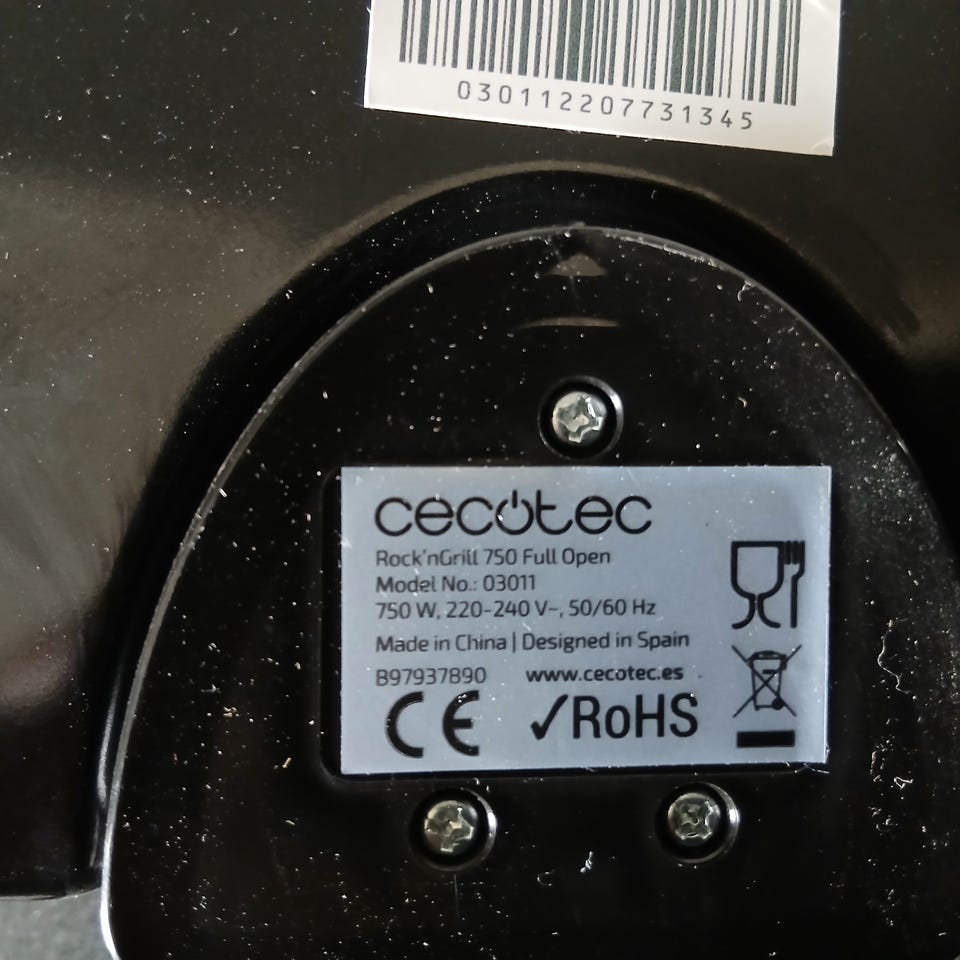 030112207731345
cecotec
Rock'nGrill 750 Full Open
Model No.: 03011
750 W, 220-240 V~, 50/60 Hz
Made in China | Designed in Spain
B97937890 www.cecotec.es
CE ✓RoHS